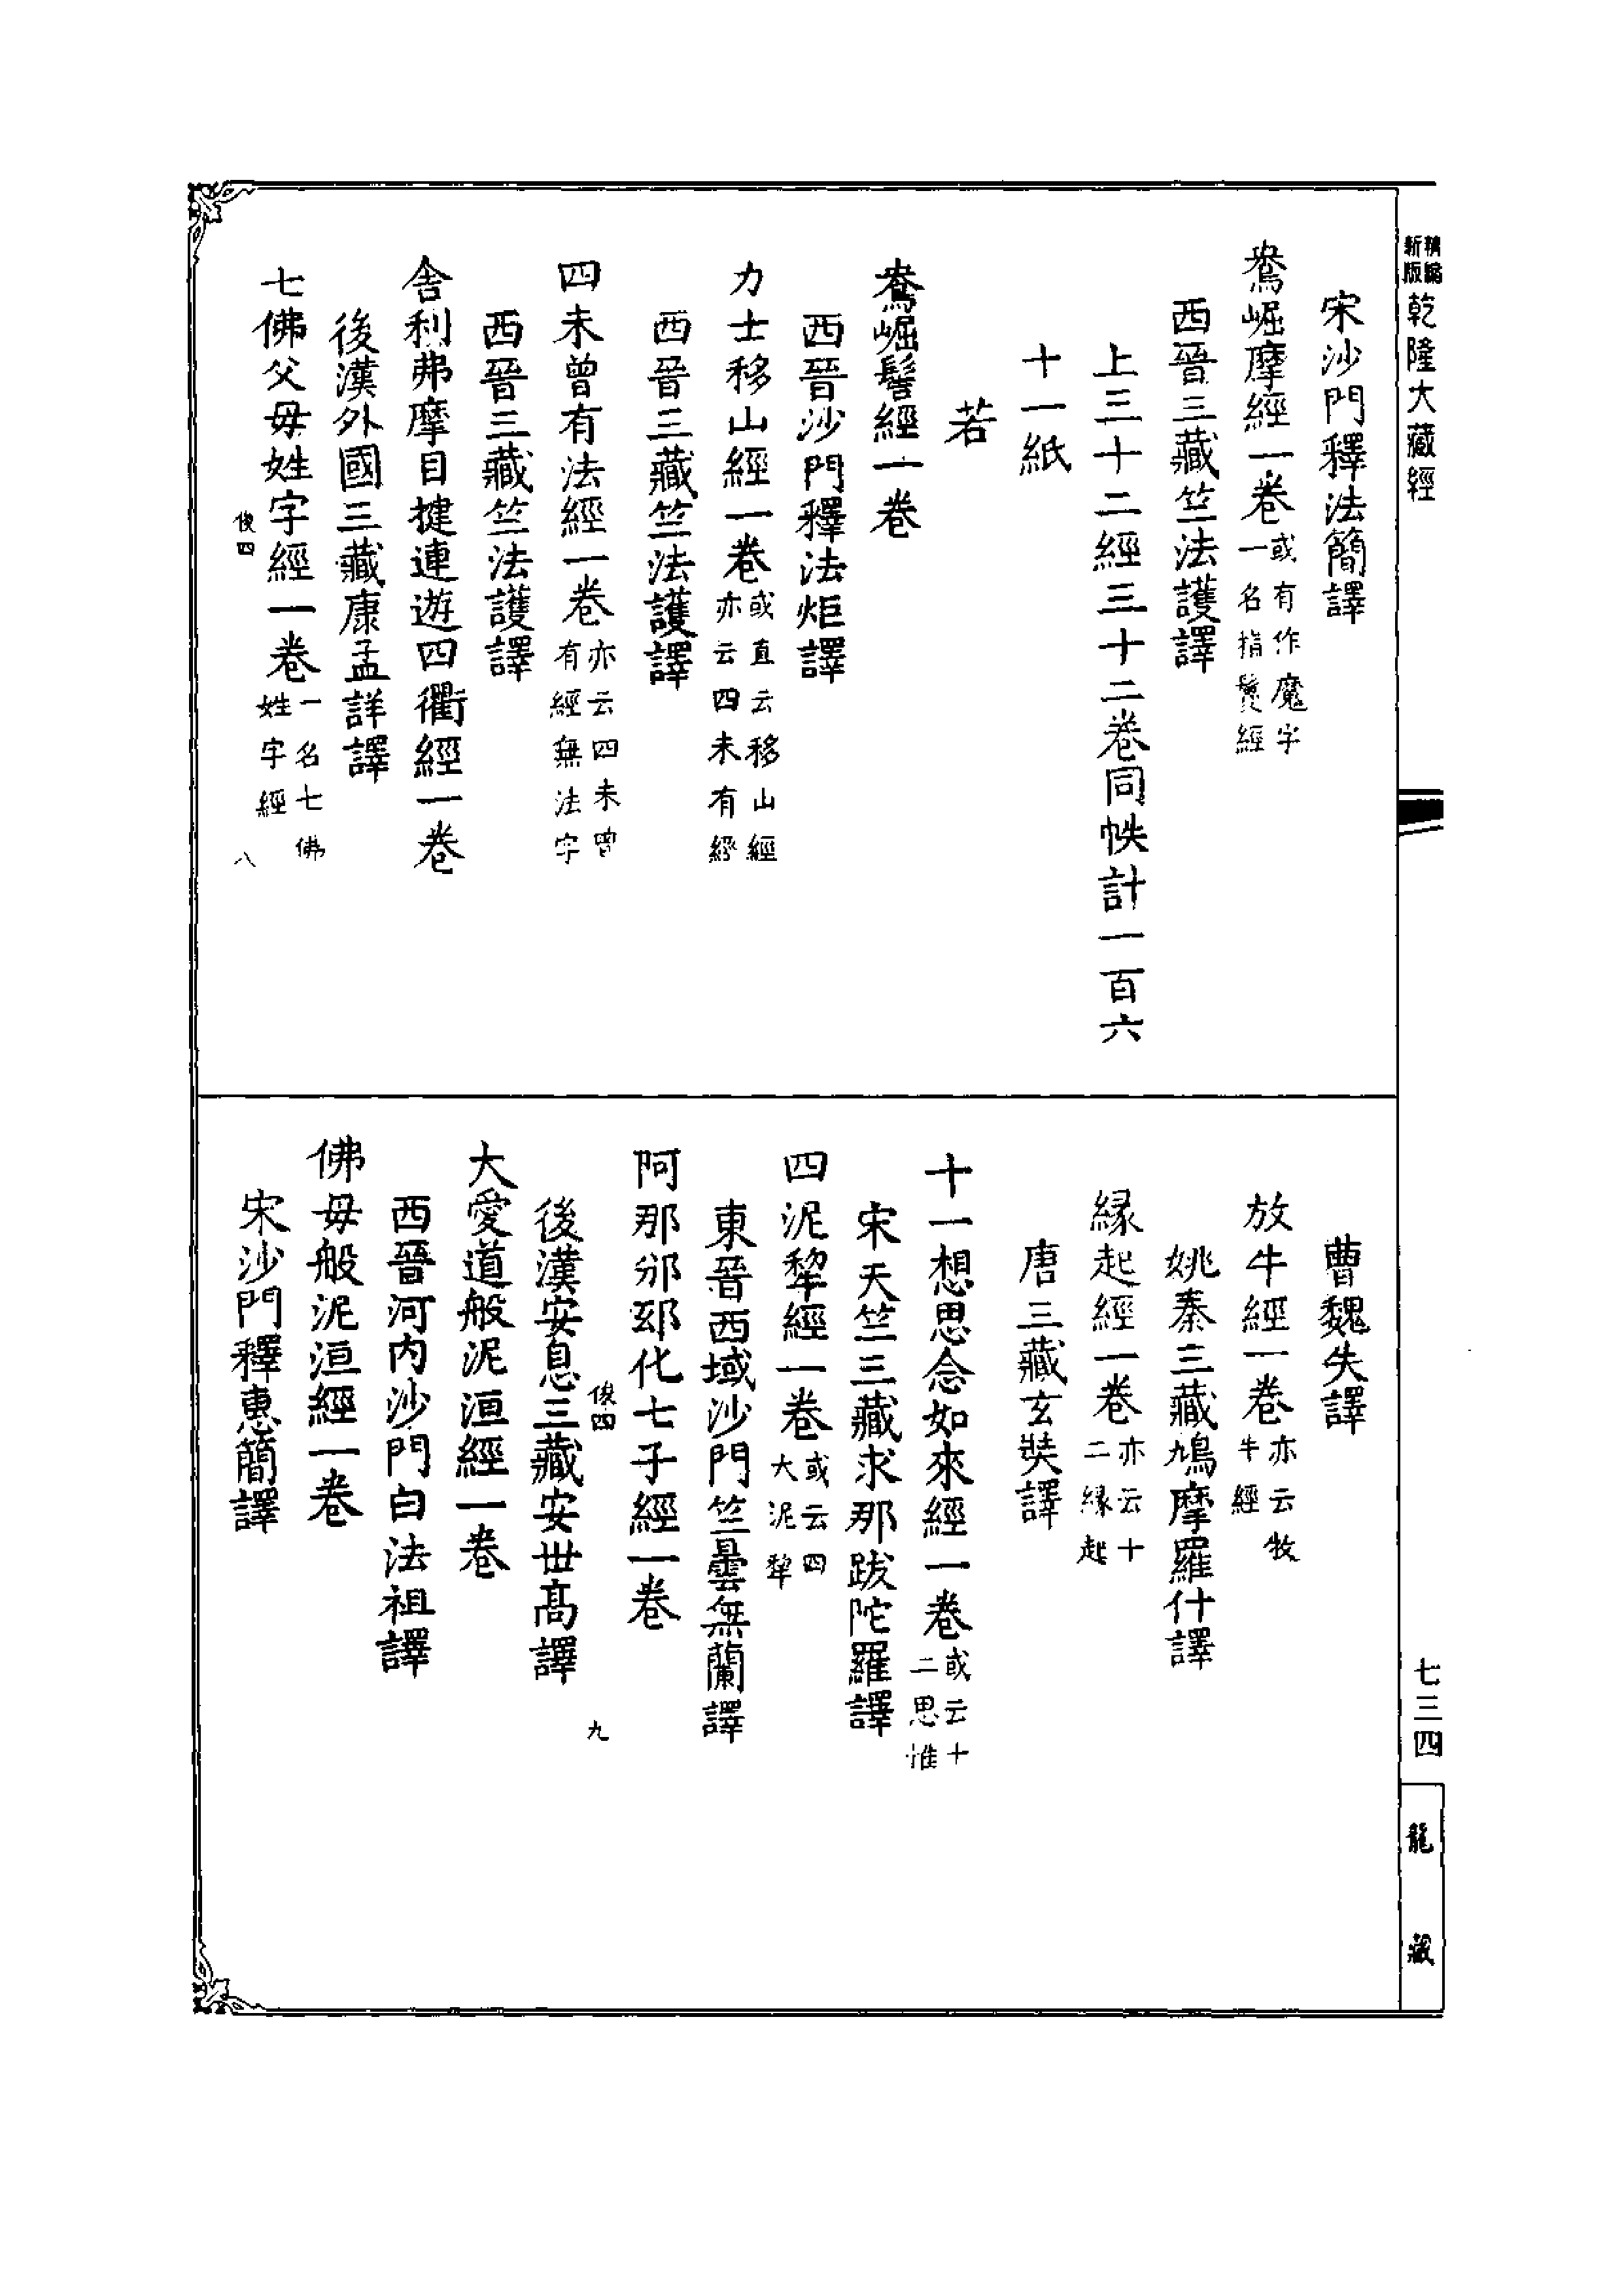 新編
新版
乾隆大藏經
宋沙門釋法簡譯
鴦崛摩經一卷或有作魔字
一名指鬘經
西晉三藏竺法護譯
上三十二經三十二卷同帙計一百六
十一紙
若
鴦崛髻經一卷
西晉沙門釋法炬譯
力士移山經一卷或直云移山經
亦云四未有經
西晉三藏竺法護譯
四未曾有法經一卷亦云四未曾
有經無法字
西晉三藏竺法護譯
舍利弗摩目揵連遊四衢經一卷
後漢外國三藏康孟詳譯
七佛父母姓字經一卷一名七佛
姓字經
俊四 八
曹魏失譯
放牛經一卷亦云牧
牛經
姚秦三藏鳩摩羅什譯
緣起經一卷亦云十
二緣起
唐三藏玄奘譯
十一想思念如來經一卷或云十
二思惟
宋天竺三藏求那跋陀羅譯
四泥犂經一卷或云四
大泥犂
東晉西域沙門竺曇無蘭譯
阿那邠邸化七子經一卷
俊四 九
後漢安息三藏安世高譯
大愛道般泥洹經一卷
西晉河內沙門白法祖譯
佛母般泥洹經一卷
宋沙門釋惠簡譯
七三四
龍藏